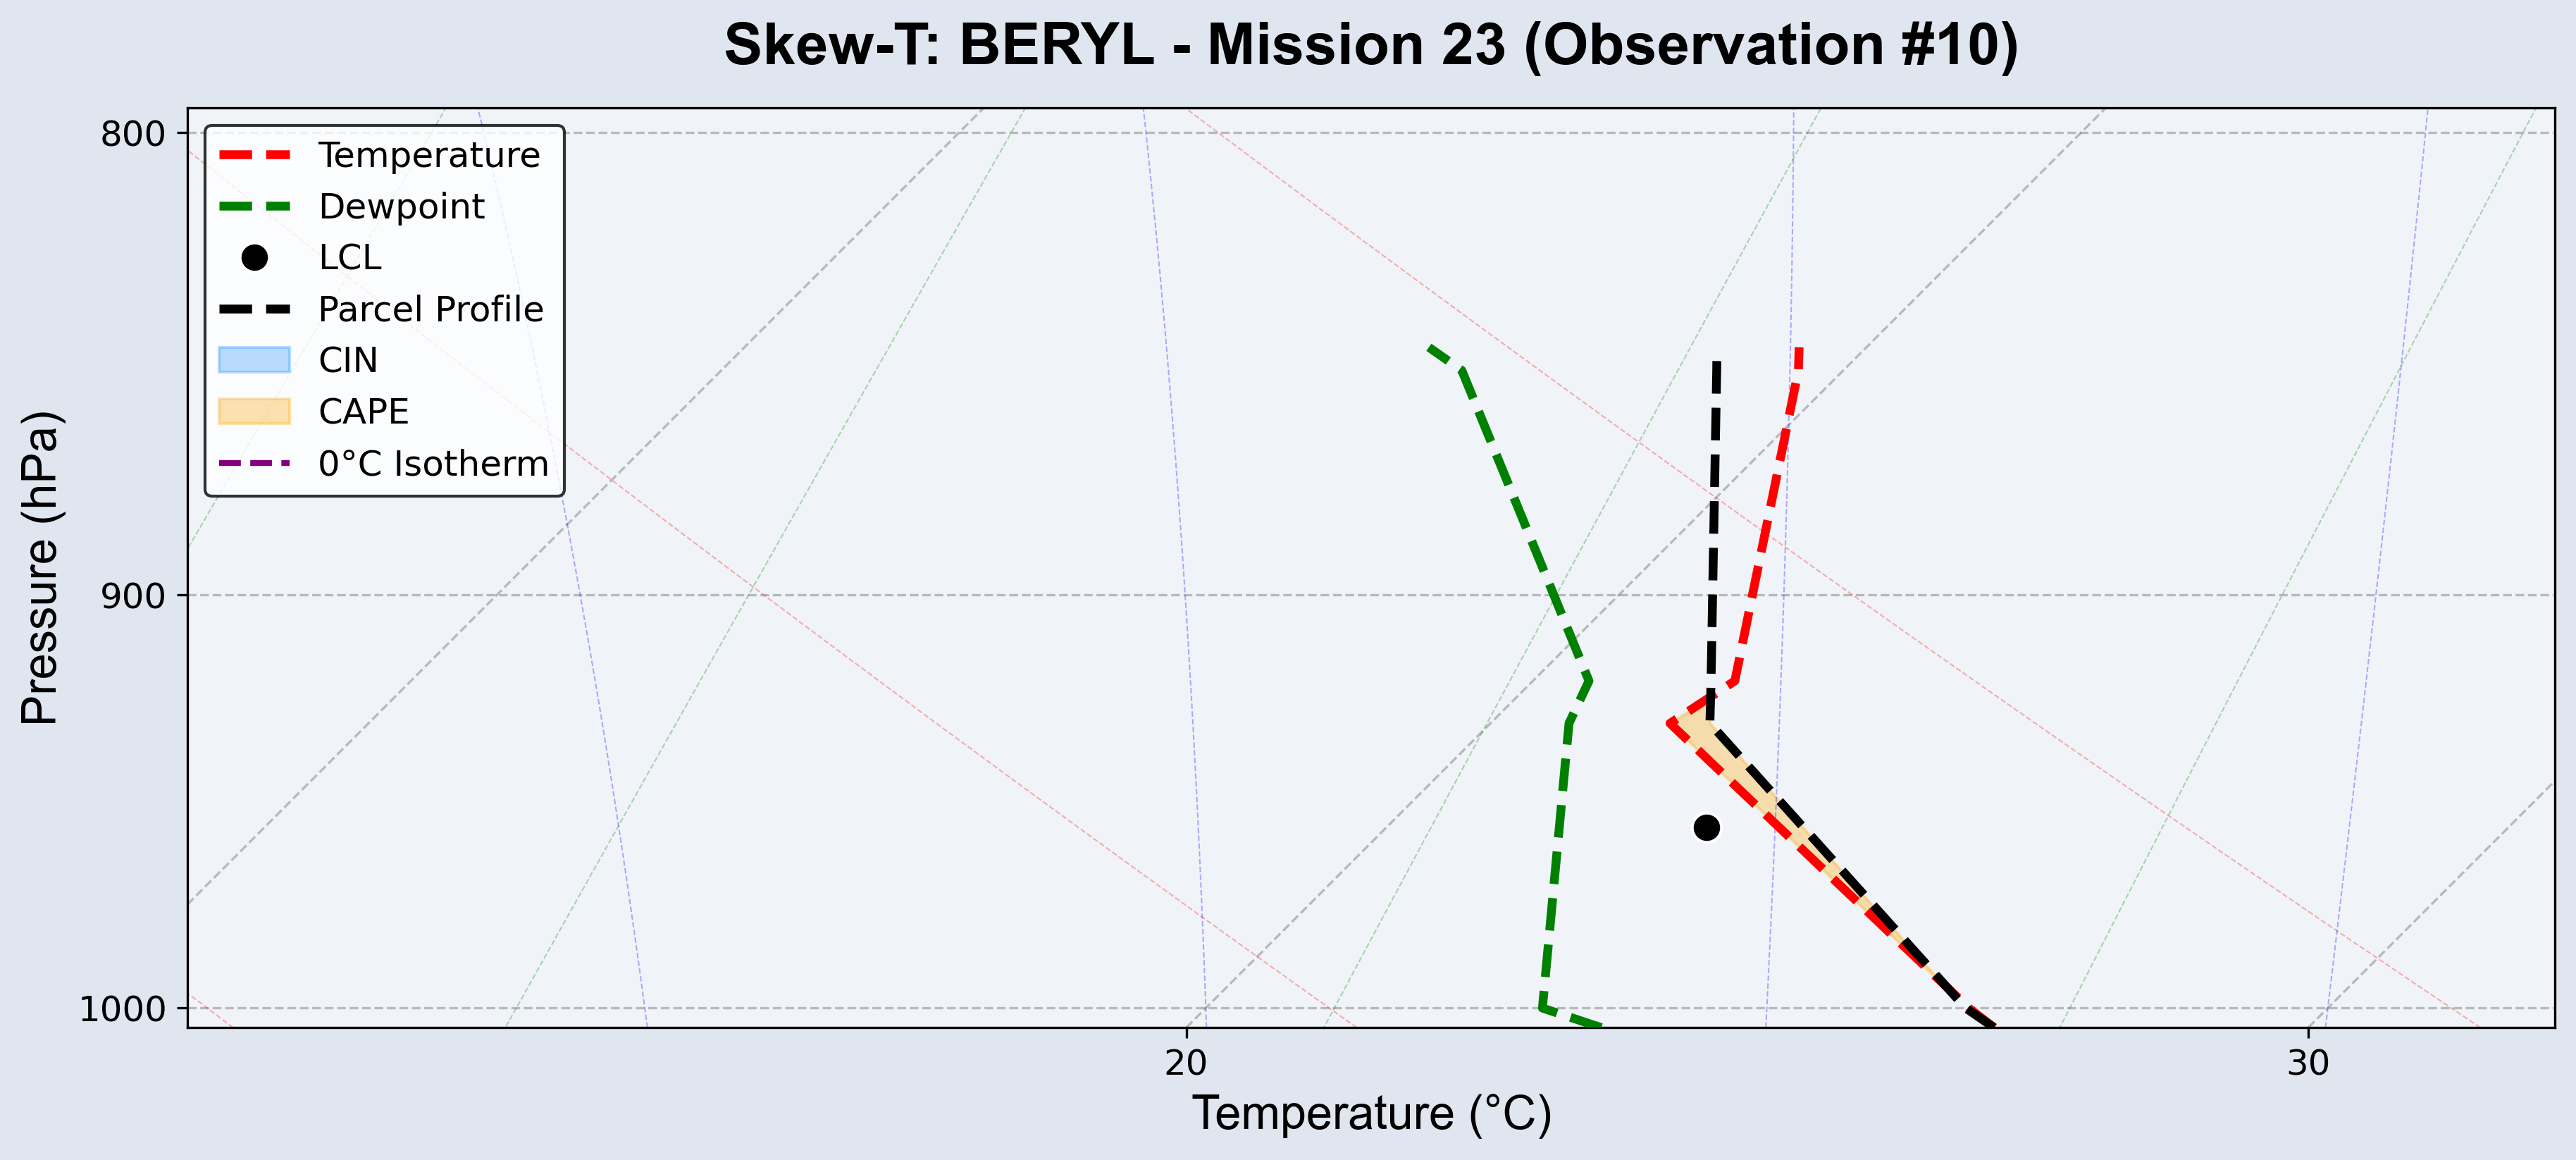 Skew-T: BERYL - Mission 23 (Observation #10)
800
900
1000
Pressure (hPa)
Temperature
Dewpoint
LCL
Parcel Profile
CIN
CAPE
0°C Isotherm
20
30
Temperature (°C)